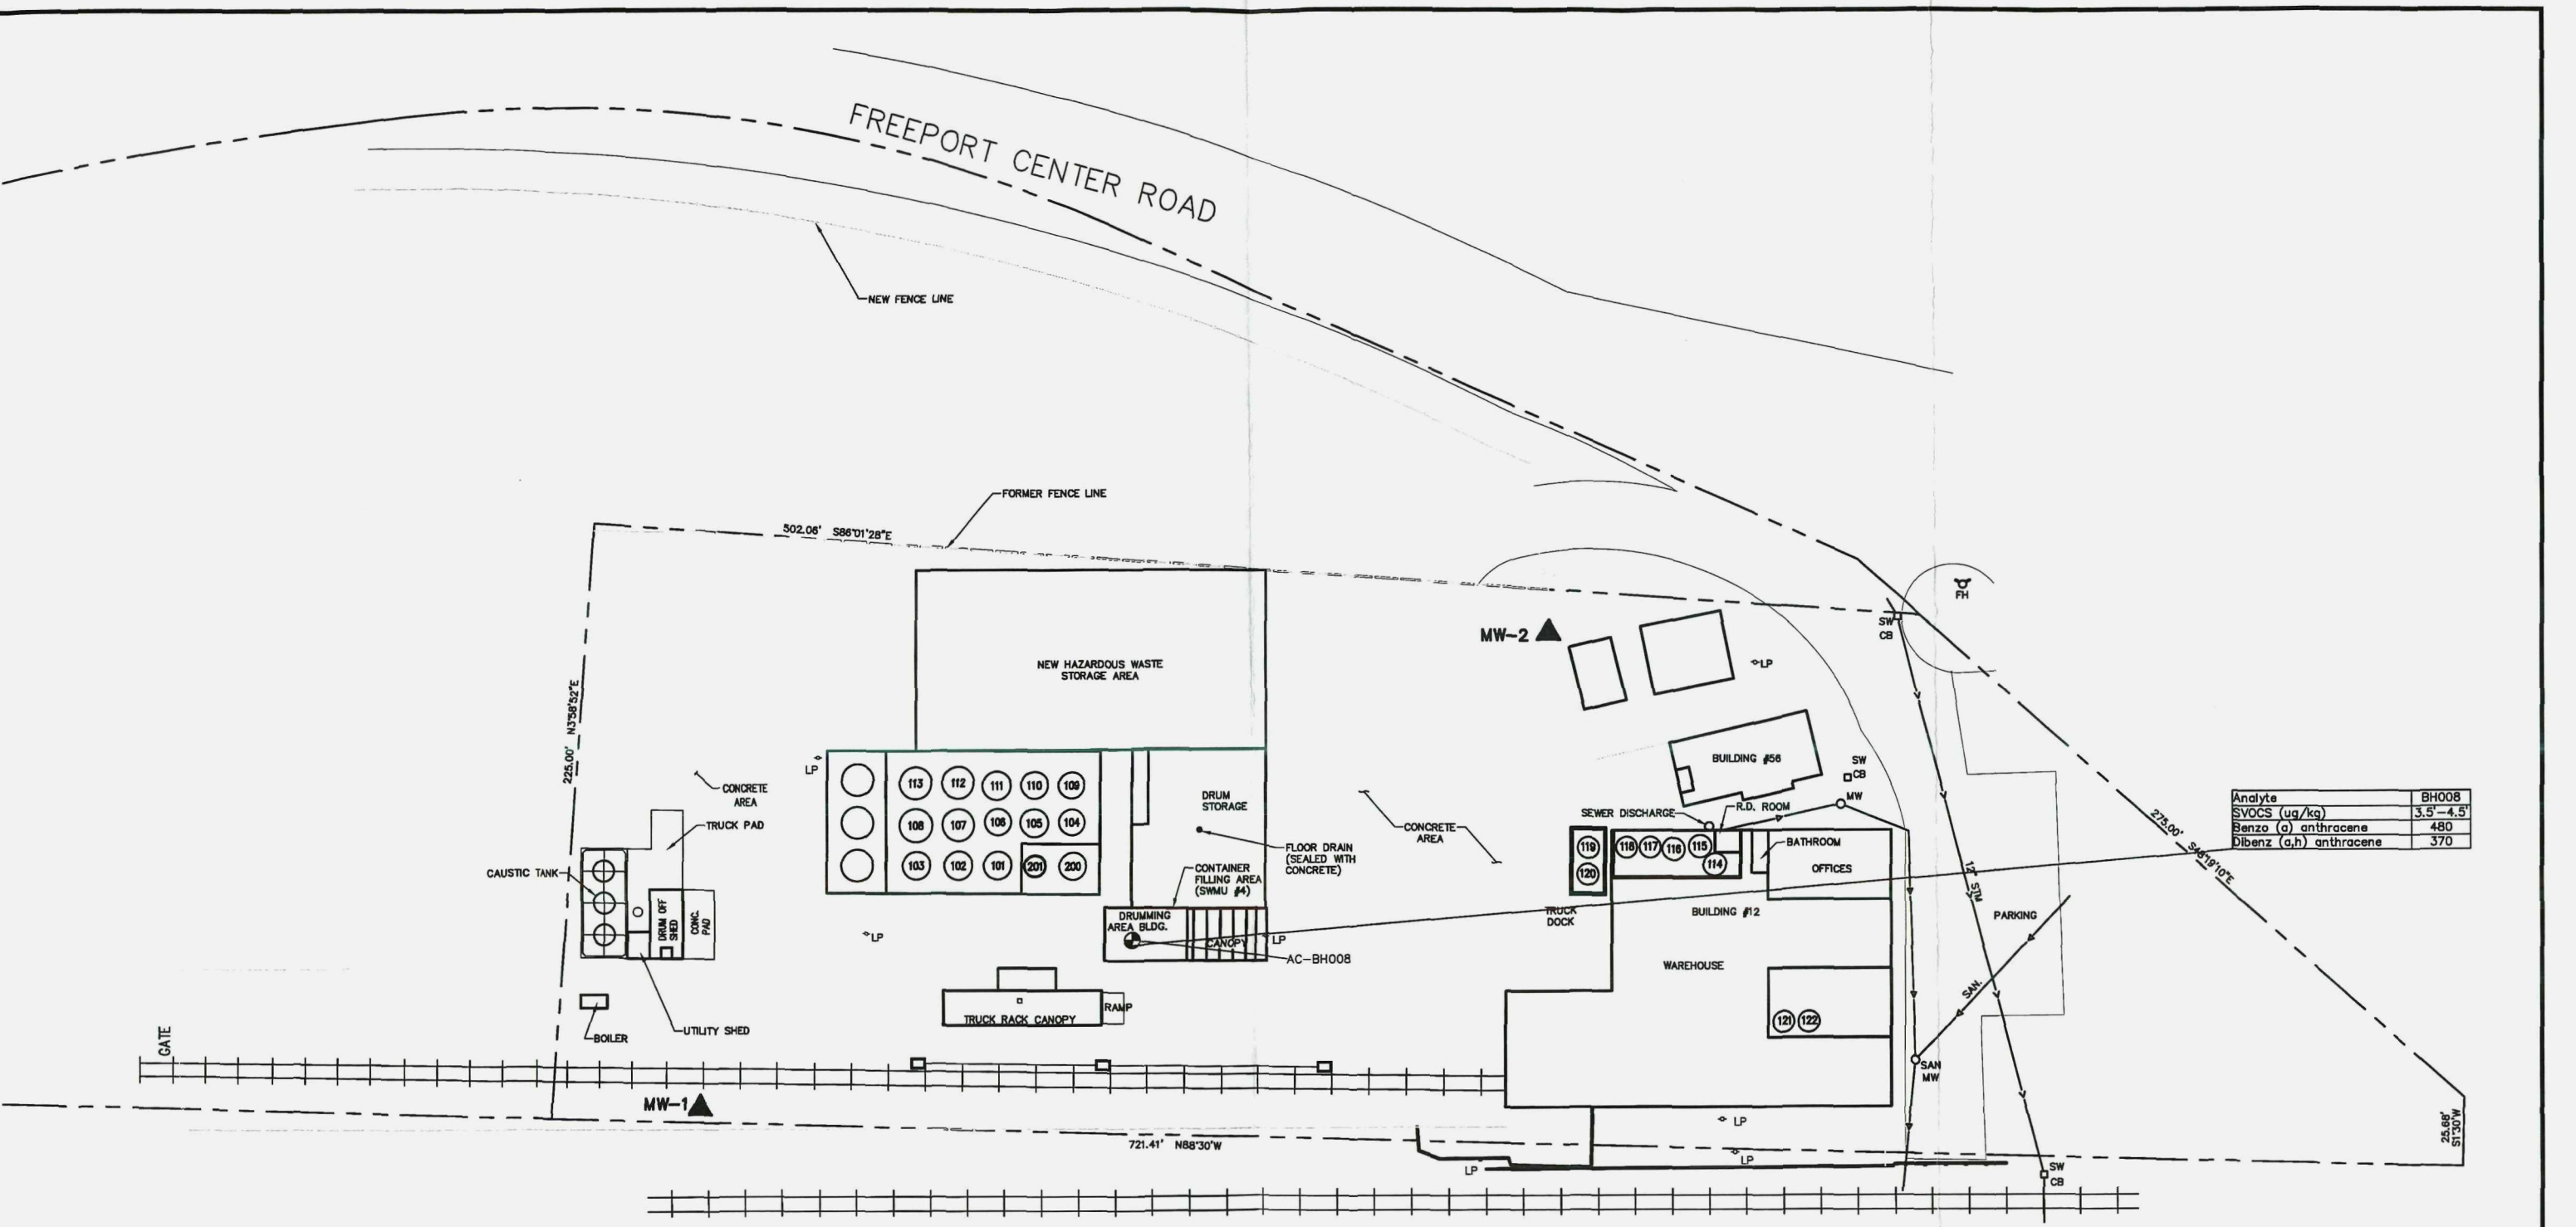 FREEPORT CENTER ROAD
NEW FENCE LINE
FORMER FENCE LINE
502.06' S86°01'28"E
FH
SW
CB
MW-2
LP
NEW HAZARDOUS WASTE
STORAGE AREA
225.00' N3°58'52"E
BUILDING #56
SW
CB
MW
LP
CONCRETE
AREA
TRUCK PAD
113 112 111 110 109
108 107 106 105 104
103 102 101 201 200
DRUM
STORAGE
FLOOR DRAIN
(SEALED WITH
CONCRETE)
CONTAINER
FILLING AREA
(SWMU #4)
CONCRETE
AREA
SEWER DISCHARGE
R.D. ROOM
119
120
118 117 116 115
114
BATHROOM
OFFICES
Analyte BH008
SVOCS (ug/kg) 3.5'-4.5'
Benzo (a) anthracene 480
Dibenz (a,h) anthracene 370
275.00'
12" STM
CAUSTIC TANK
DRUM OFF
SHED
CONC.
PAD
LP
DRUMMING
AREA BLDG.
CANOPY
LP
AC-BH008
TRUCK
DOCK
BUILDING #12
PARKING
WAREHOUSE
SAN.
121 122
TRUCK RACK CANOPY
RAMP
UTILITY SHED
BOILER
GATE
SAN
MW
MW-1
LP
721.41' N88°30'W
LP
LP
25.68'
S1°30'W
SW
CB